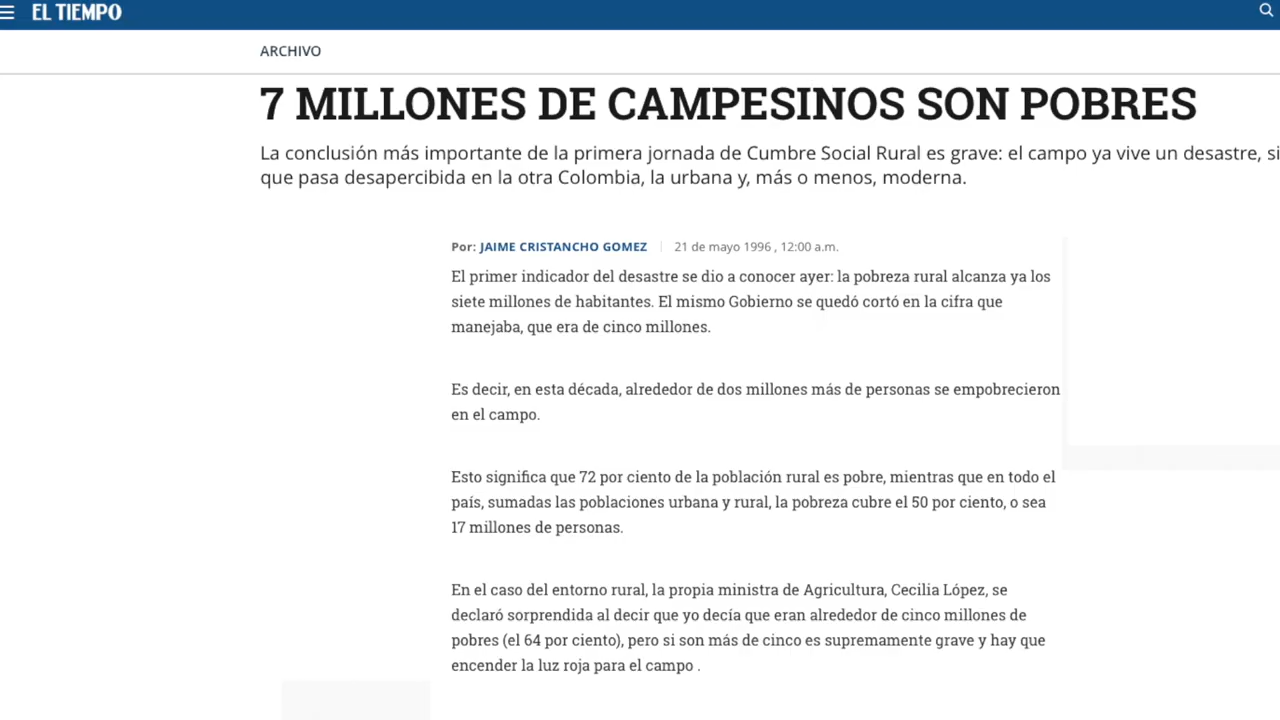 EL TIEMPO
ARCHIVO
7 MILLONES DE CAMPESINOS SON POBRES
La conclusión más importante de la primera jornada de Cumbre Social Rural es grave: el campo ya vive un desastre, si
que pasa desapercibida en la otra Colombia, la urbana y, más o menos, moderna.
Por: JAIME CRISTANCHO GOMEZ 21 de mayo 1996 , 12:00 a.m.
El primer indicador del desastre se dio a conocer ayer: la pobreza rural alcanza ya los
siete millones de habitantes. El mismo Gobierno se quedó cortó en la cifra que
manejaba, que era de cinco millones.
Es decir, en esta década, alrededor de dos millones más de personas se empobrecieron
en el campo.
Esto significa que 72 por ciento de la población rural es pobre, mientras que en todo el
país, sumadas las poblaciones urbana y rural, la pobreza cubre el 50 por ciento, o sea
17 millones de personas.
En el caso del entorno rural, la propia ministra de Agricultura, Cecilia López, se
declaró sorprendida al decir que yo decía que eran alrededor de cinco millones de
pobres (el 64 por ciento), pero si son más de cinco es supremamente grave y hay que
encender la luz roja para el campo .